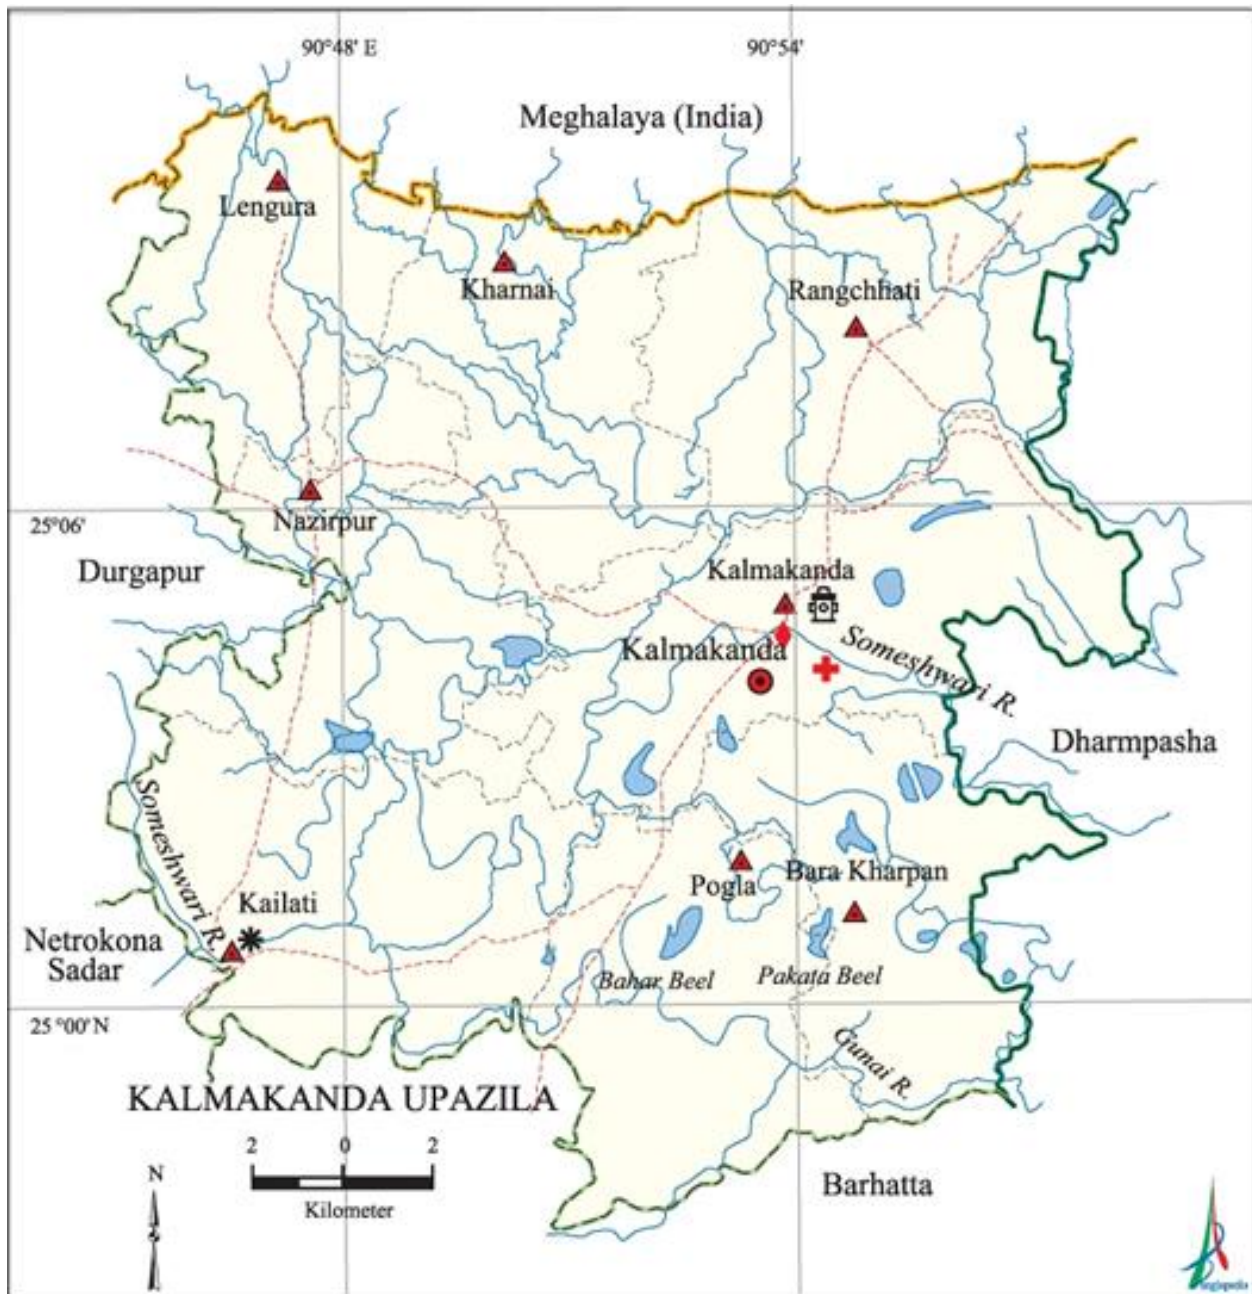 90°48' E
90°54'
Meghalaya (India)
Lengura
Kharnai
Rangchhati
25°06'
Nazirpur
Durgapur
Kalmakanda
Kalmakanda
Someshwari R.
Dharmpasha
Someshwari R.
Kailati
Pogla
Bara Kharpan
Netrokona
Sadar
Bahar Beel
Pakata Beel
25°00' N
Gunai R.
KALMAKANDA UPAZILA
2 0 2
Kilometer
N
Barhatta